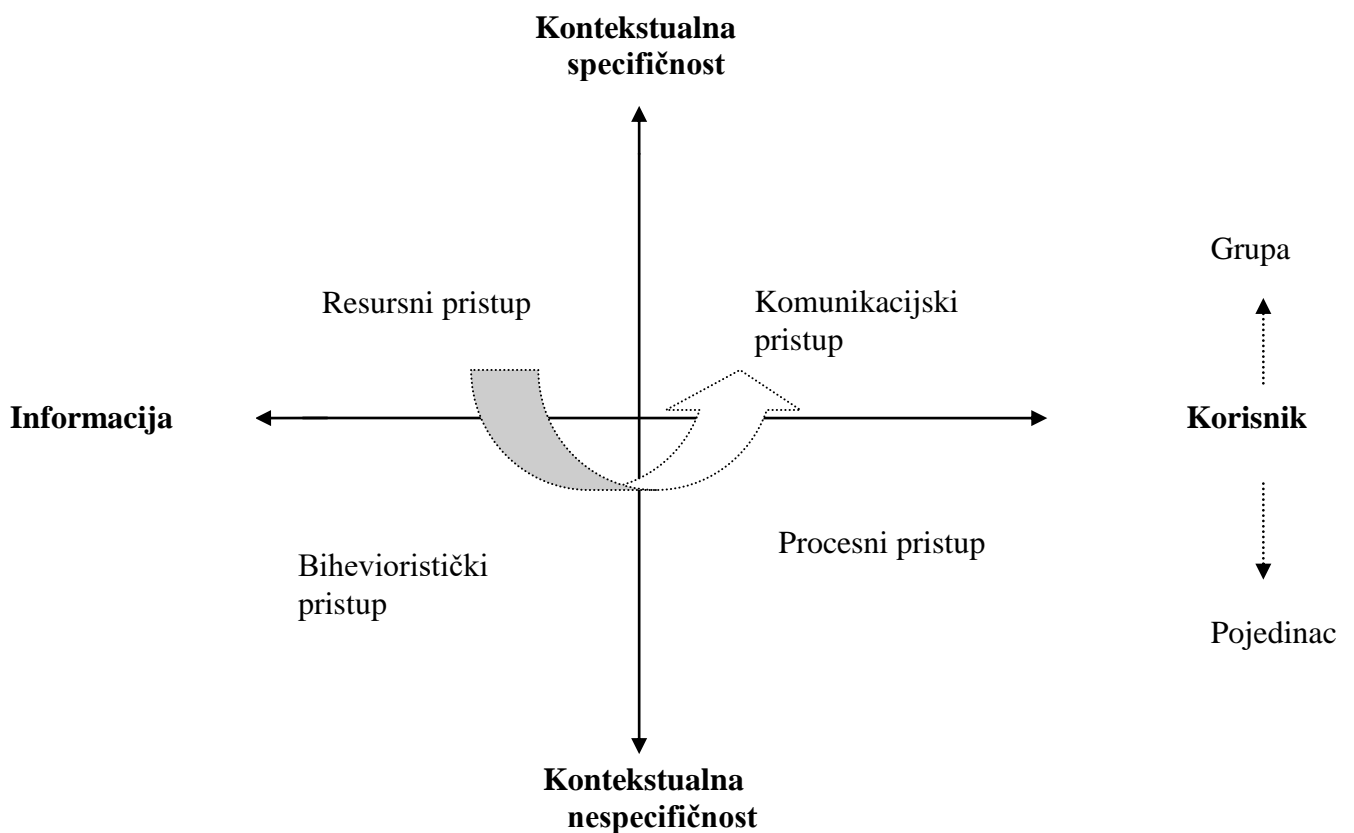 Kontekstualna
specifičnost
Grupa
Resursni pristup
Komunikacijski
pristup
Informacija
Korisnik
Bihevioristički
pristup
Procesni pristup
Pojedinac
Kontekstualna
nespecifičnost